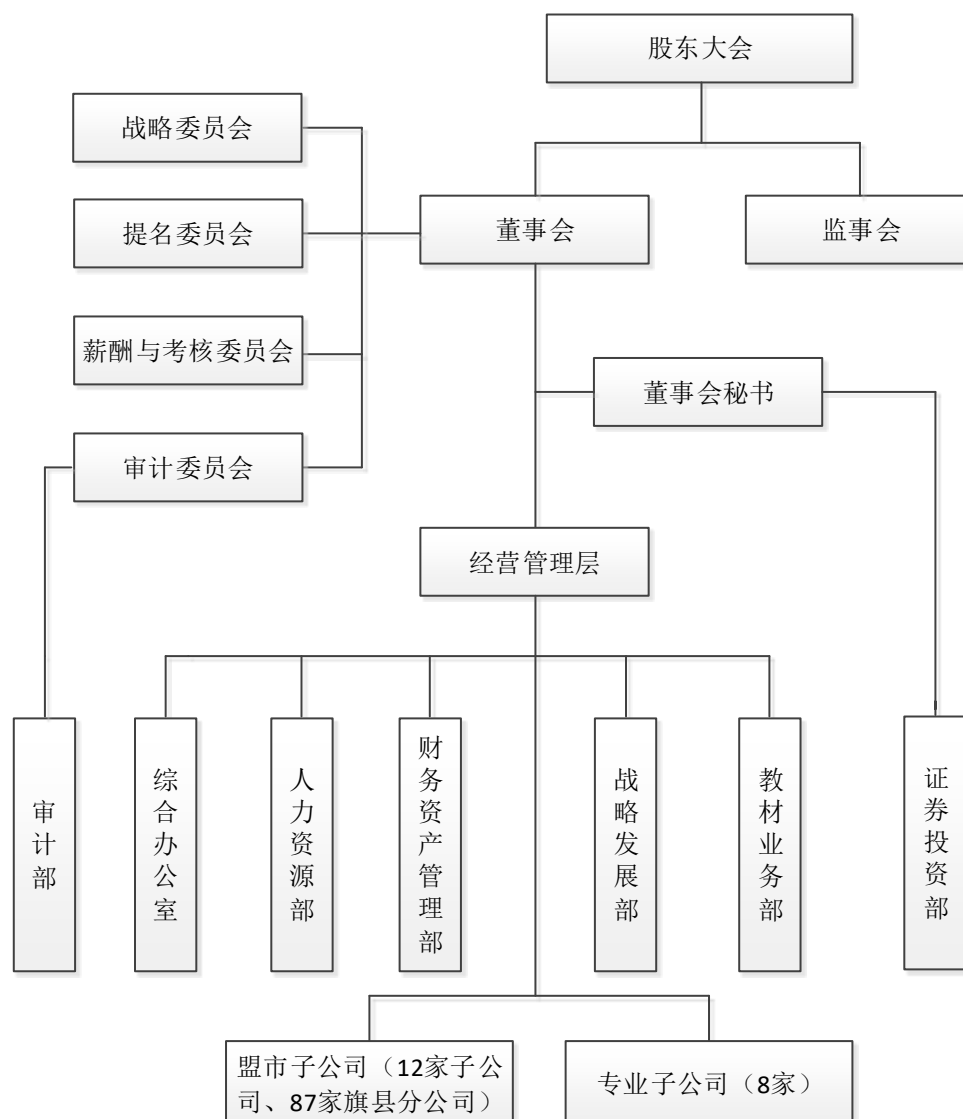 股东大会
战略委员会
提名委员会
董事会
监事会
薪酬与考核委员会
董事会秘书
审计委员会
经营管理层
审计部
综合办公室
人力资源部
财务资产管理部
战略发展部
教材业务部
证券投资部
盟市子公司（12家子公
司、87家旗县分公司）
专业子公司（8家）